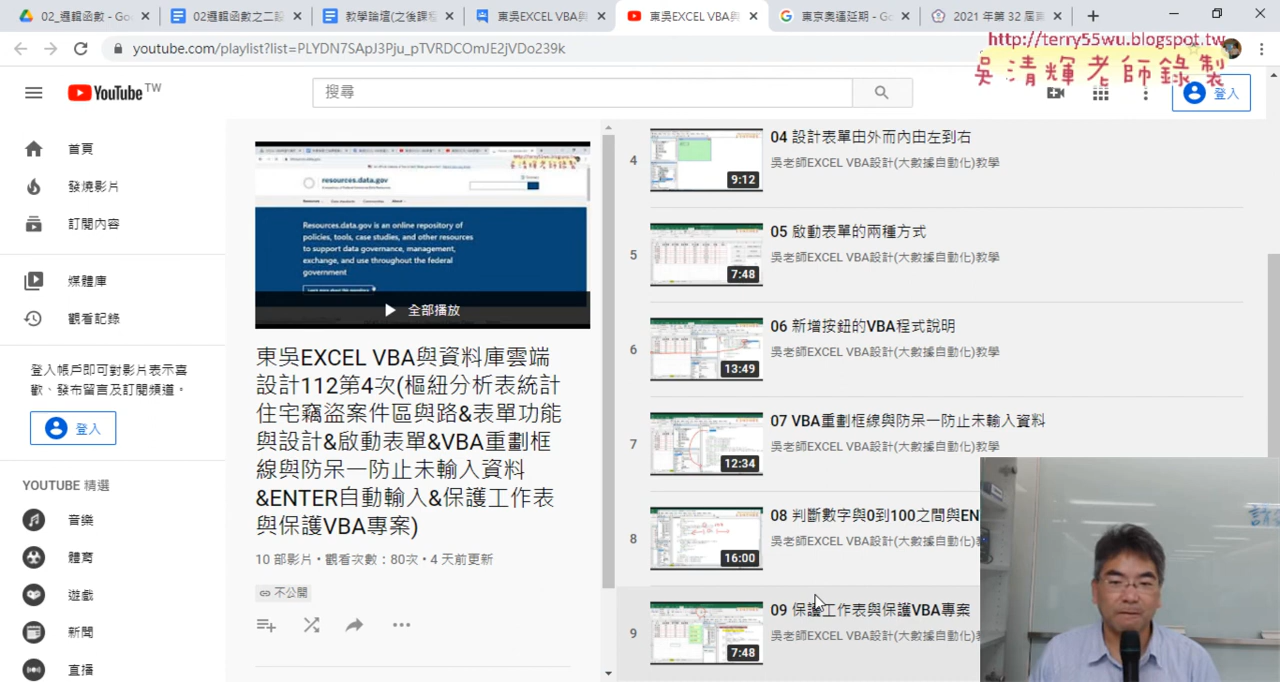 02_邏輯函數 - Goo
02邏輯函數之二設
教學論壇(之後課程
東吳EXCEL VBA與
東吳EXCEL VBA與
東京奧運延期 - Go
2021 年第 32 屆
youtube.com/playlist?list=PLYDN7SApJ3Pju_pTVRDCOmJE2jVDo239k
http://terry55wu.blogspot.tw
吳清輝老師錄製
YouTube TW
搜尋
登入
首頁
發燒影片
訂閱內容
媒體庫
觀看記錄
登入帳戶即可對影片表示喜
歡、發布留言及訂閱頻道。
登入
YOUTUBE 精選
音樂
體育
遊戲
新聞
直播
resources.data.gov
Resources.data.gov is an online repository of
policies, tools, case studies, and other resources
to support data governance, management,
exchange, and use throughout the federal
government
全部播放
東吳EXCEL VBA與資料庫雲端
設計112第4次(樞紐分析表統計
住宅竊盜案件區與路&表單功能
與設計&啟動表單&VBA重劃框
線與防呆一防止未輸入資料
&ENTER自動輸入&保護工作表
與保護VBA專案)
10 部影片・觀看次數：80次・4 天前更新
不公開
4
9:12
04 設計表單由外而內由左到右
吳老師EXCEL VBA設計(大數據自動化)教學
5
7:48
05 啟動表單的兩種方式
吳老師EXCEL VBA設計(大數據自動化)教學
6
13:49
06 新增按鈕的VBA程式說明
吳老師EXCEL VBA設計(大數據自動化)教學
7
12:34
07 VBA重劃框線與防呆一防止未輸入資料
吳老師EXCEL VBA設計(大數據自動化)教學
8
16:00
08 判斷數字與0到100之間與EN
吳老師EXCEL VBA設計(大數據自動化)
9
7:48
09 保護工作表與保護VBA專案
吳老師EXCEL VBA設計(大數據自動化)